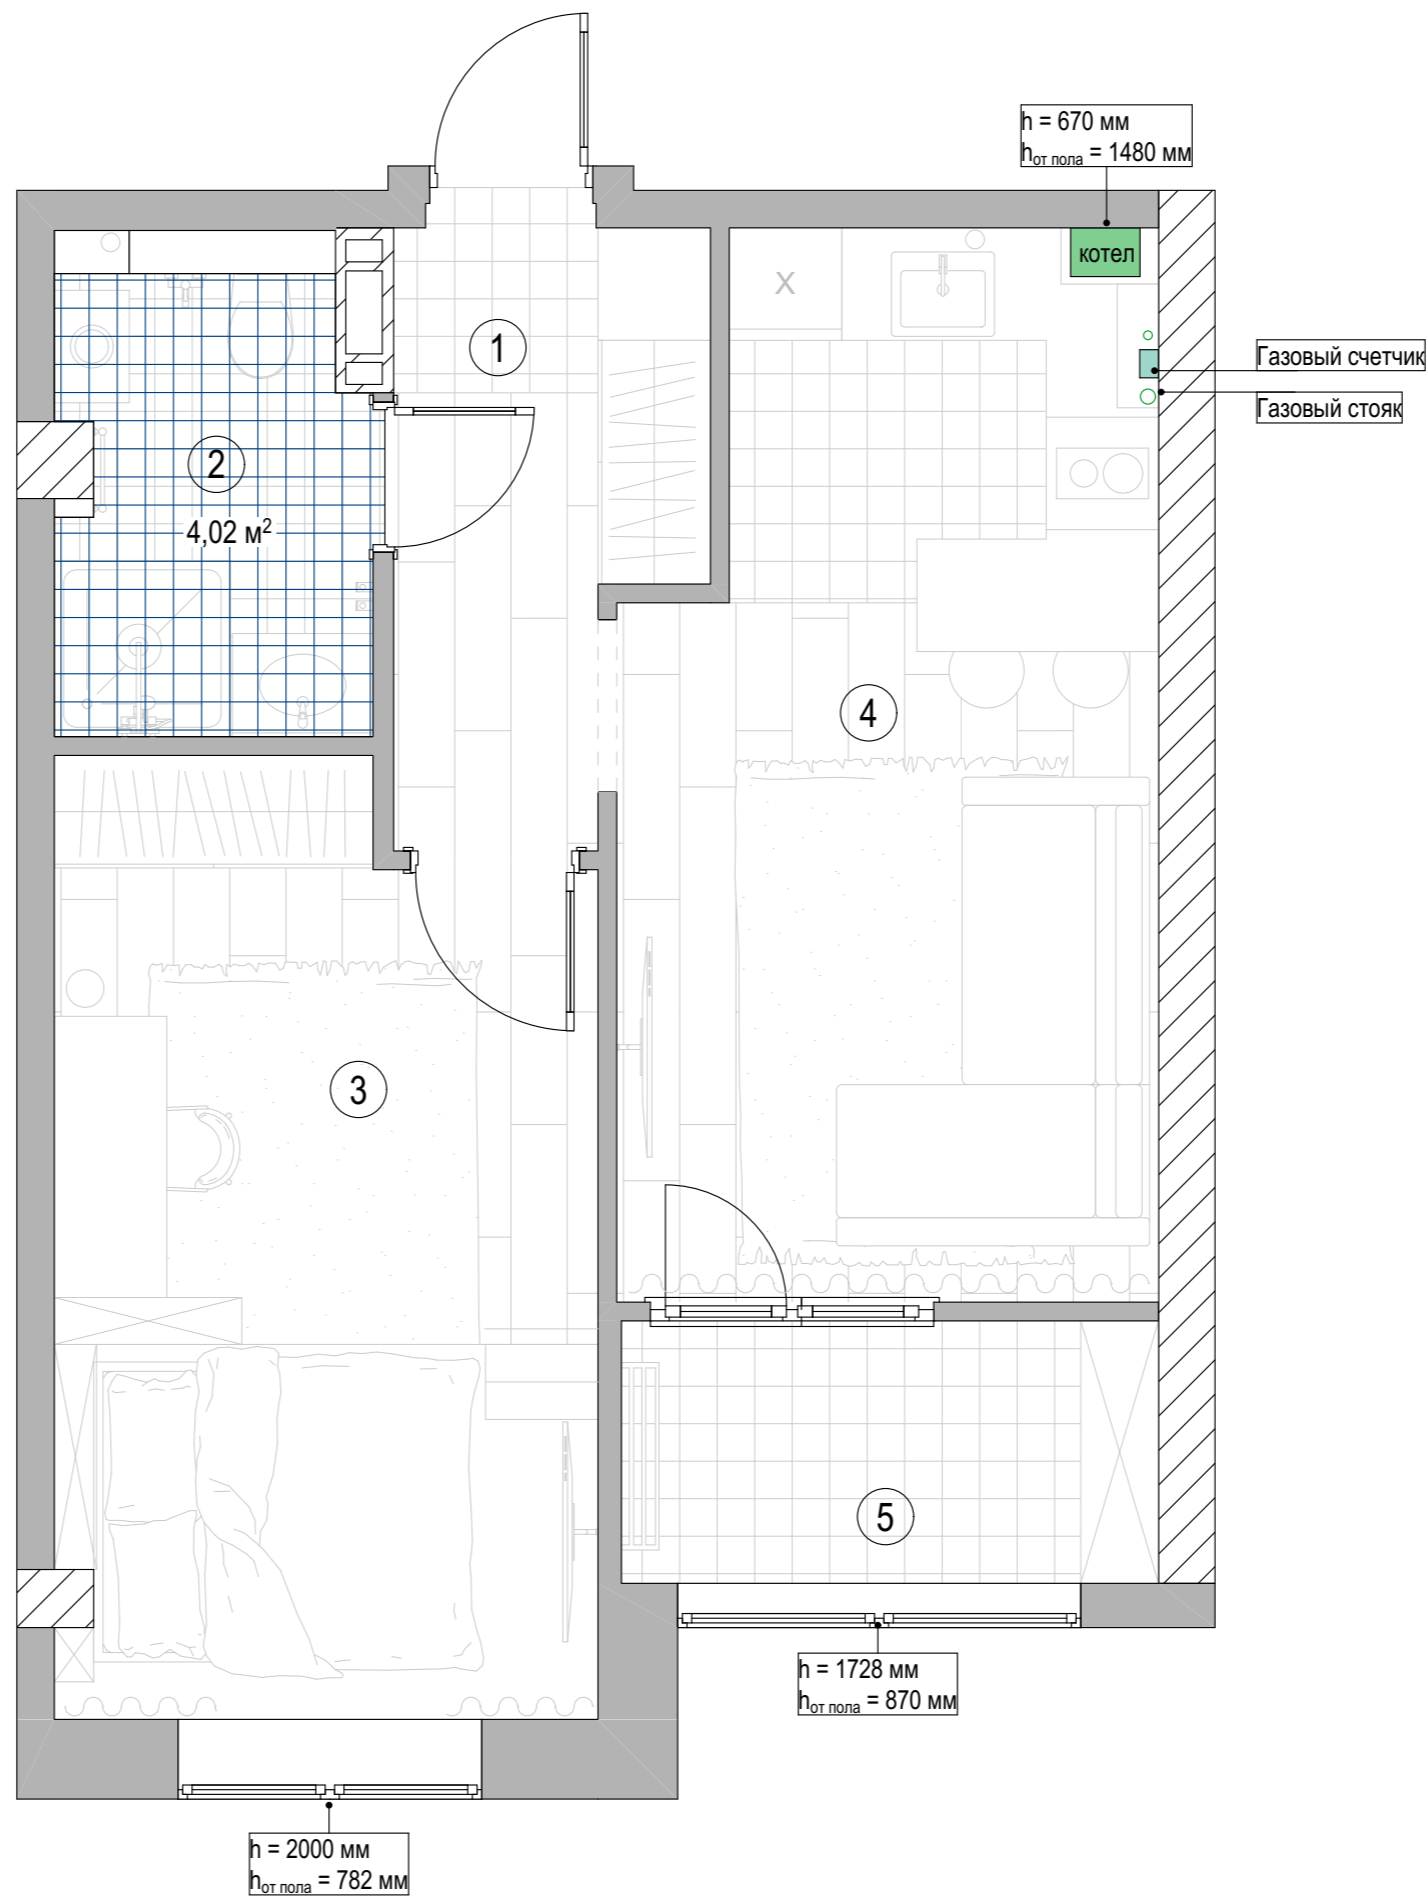 h = 670 мм
hот пола = 1480 мм
котел
X
1
Газовый счетчик
Газовый стояк
2
4,02 м²
4
3
5
h = 1728 мм
hот пола = 870 мм
h = 2000 мм
hот пола = 782 мм